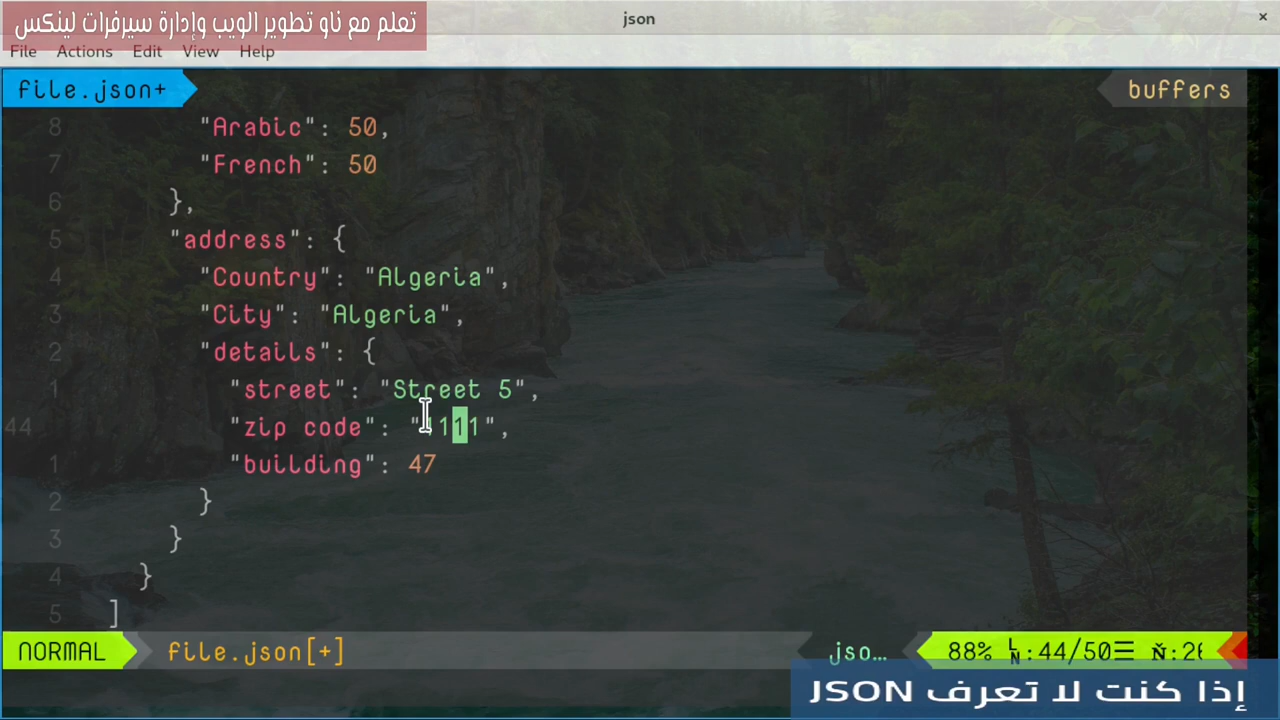 تعلم مع ناو تطوير الويب وإدارة سيرفرات لينكس
json
×
File Actions Edit View Help
file.json+
buffers
8 "Arabic": 50,
7 "French": 50
6 },
5 "address": {
4 "Country": "Algeria",
3 "City": "Algeria",
2 "details": {
1 "street": "Street 5",
44 "zip code": "1111",
1 "building": 47
2 }
3 }
4 }
5 ]
NORMAL file.json[+] jso… 88% ㏑:44/50☰ Ñ:26
إذا كنت لا تعرف JSON